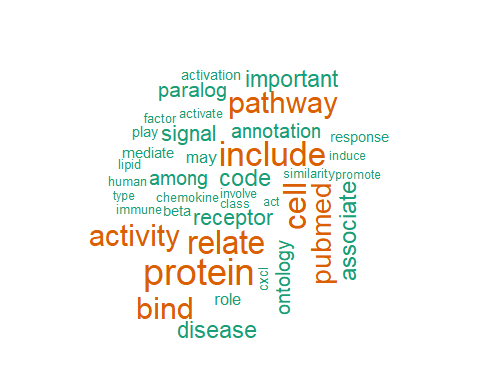 activation
important
paralog
pathway
factor
activate
play
signal
annotation
response
mediate
may
include
induce
lipid
human
among
code
similarity
promote
type
chemokine
involve
cell
pubmed
associate
immune
beta
class
act
receptor
activity
relate
protein
cxcl
ontology
bind
role
disease